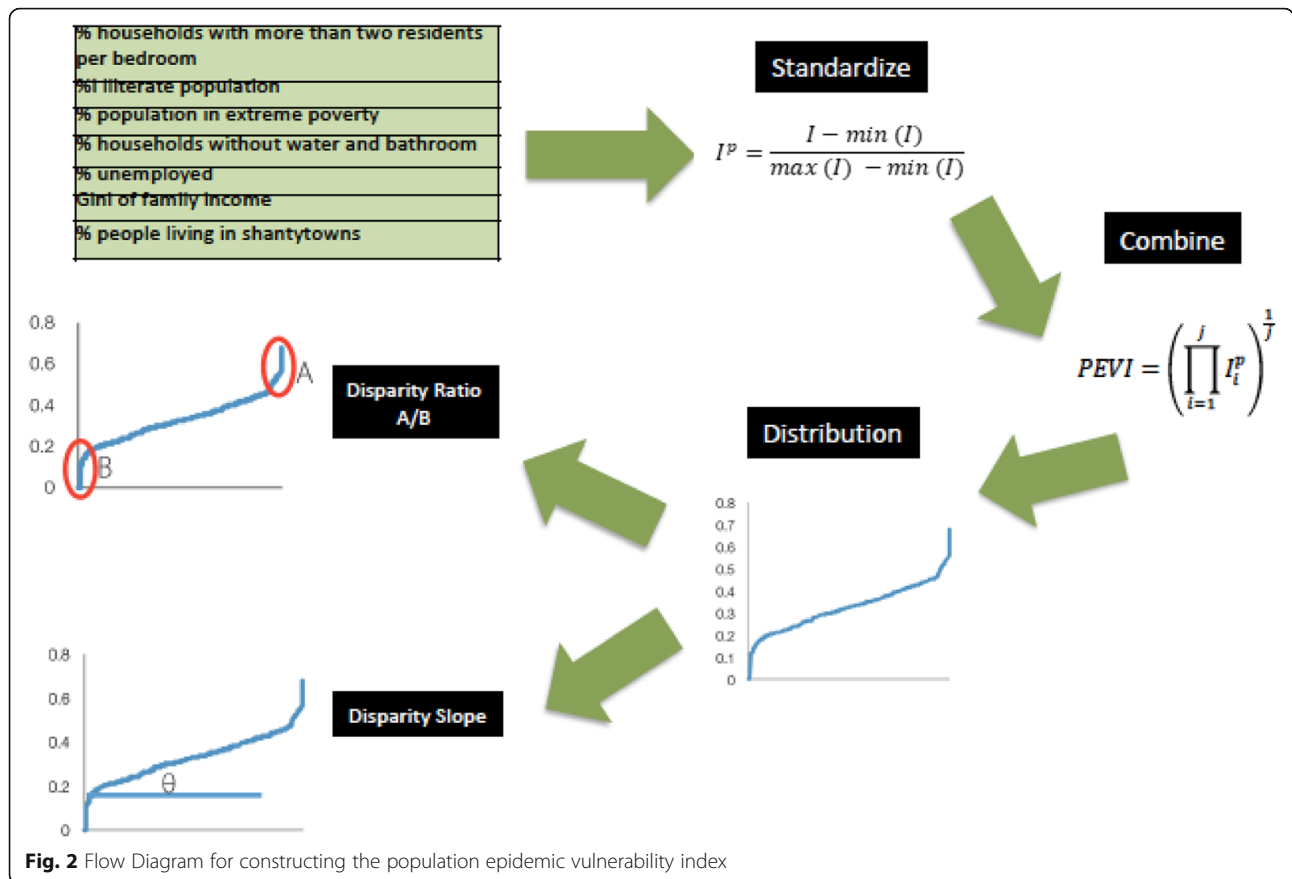 % households with more than two residents
per bedroom
%I illiterate population
% population in extreme poverty
% households without water and bathroom
% unemployed
Gini of family income
% people living in shantytowns
Standardize
I^p = (I − min (I)) / (max (I) − min (I))
Combine
PEVI = (∏_{i=1}^{j} I_i^p)^{1/j}
Distribution
0.8
0.7
0.6
0.5
0.4
0.3
0.2
0.1
0
Disparity Ratio
A/B
0.8
0.6
0.4
0.2
0
A
B
Disparity Slope
0.8
0.6
0.4
0.2
0
θ
Fig. 2 Flow Diagram for constructing the population epidemic vulnerability index